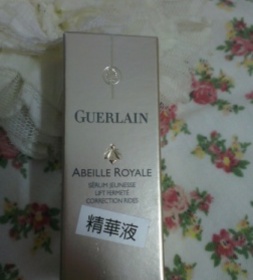 GUERLAIN
ABEILLE ROYALE
SÉRUM JEUNESSE
LIFT FERMETÉ
CORRECTION RIDES
精華液